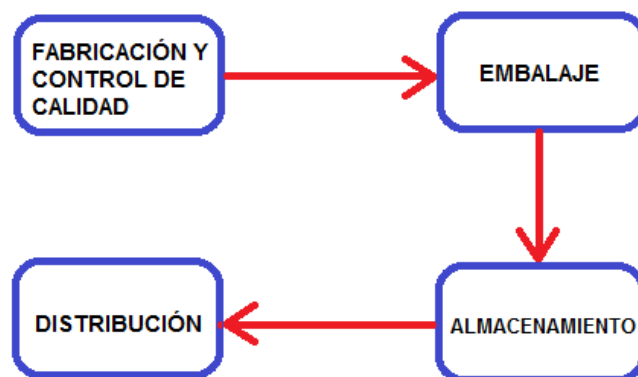 FABRICACIÓN Y
CONTROL DE
CALIDAD
EMBALAJE
ALMACENAMIENTO
DISTRIBUCIÓN